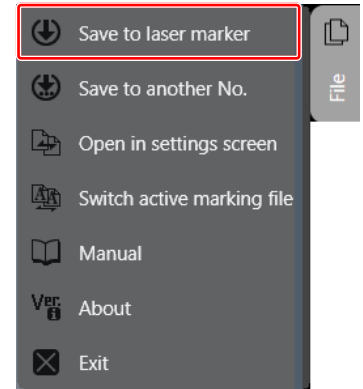 Save to laser marker
Save to another No.
Open in settings screen
Switch active marking file
Manual
Ver. About
Exit
File